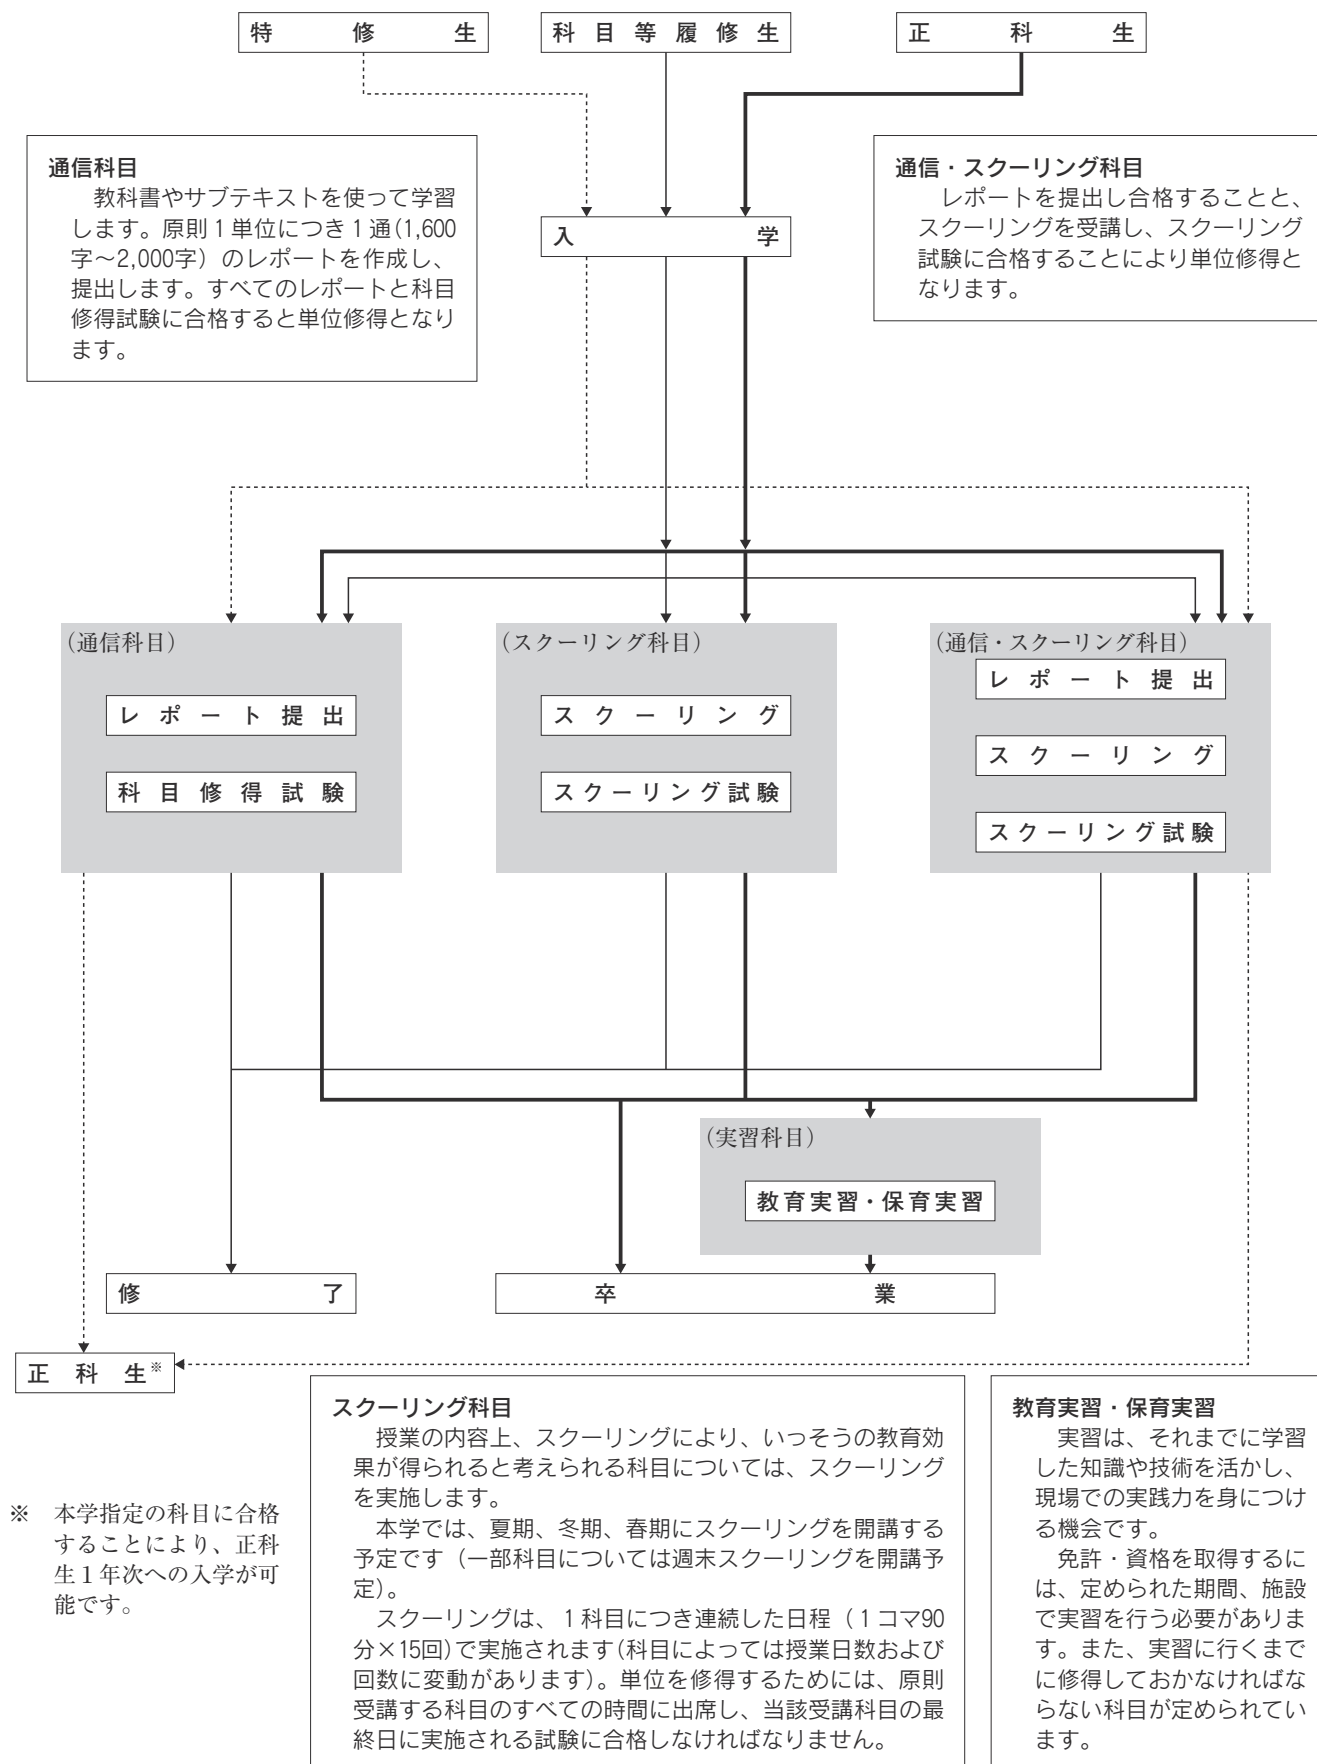 特修生
科目等履修生
正科生
通信科目
教科書やサブテキストを使って学習
します。原則1単位につき1通(1,600
字～2,000字）のレポートを作成し、
提出します。すべてのレポートと科目
修得試験に合格すると単位修得となり
ます。
通信・スクーリング科目
レポートを提出し合格することと、
スクーリングを受講し、スクーリング
試験に合格することにより単位修得と
なります。
入学
（通信科目）
レポート提出
科目修得試験
（スクーリング科目）
スクーリング
スクーリング試験
（通信・スクーリング科目）
レポート提出
スクーリング
スクーリング試験
（実習科目）
教育実習・保育実習
修了
卒業
正科生※
※　本学指定の科目に合格
することにより、正科
生１年次への入学が可
能です。
スクーリング科目
授業の内容上、スクーリングにより、いっそうの教育効
果が得られると考えられる科目については、スクーリング
を実施します。
本学では、夏期、冬期、春期にスクーリングを開講する
予定です（一部科目については週末スクーリングを開講予
定）。
スクーリングは、1科目につき連続した日程（1コマ90
分×15回）で実施されます（科目によっては授業日数および
回数に変動があります）。単位を修得するためには、原則
受講する科目のすべての時間に出席し、当該受講科目の最
終日に実施される試験に合格しなければなりません。
教育実習・保育実習
実習は、それまでに学習
した知識や技術を活かし、
現場での実践力を身につけ
る機会です。
免許・資格を取得するに
は、定められた期間、施設
で実習を行う必要がありま
す。また、実習に行くまで
に修得しておかなければな
らない科目が定められてい
ます。